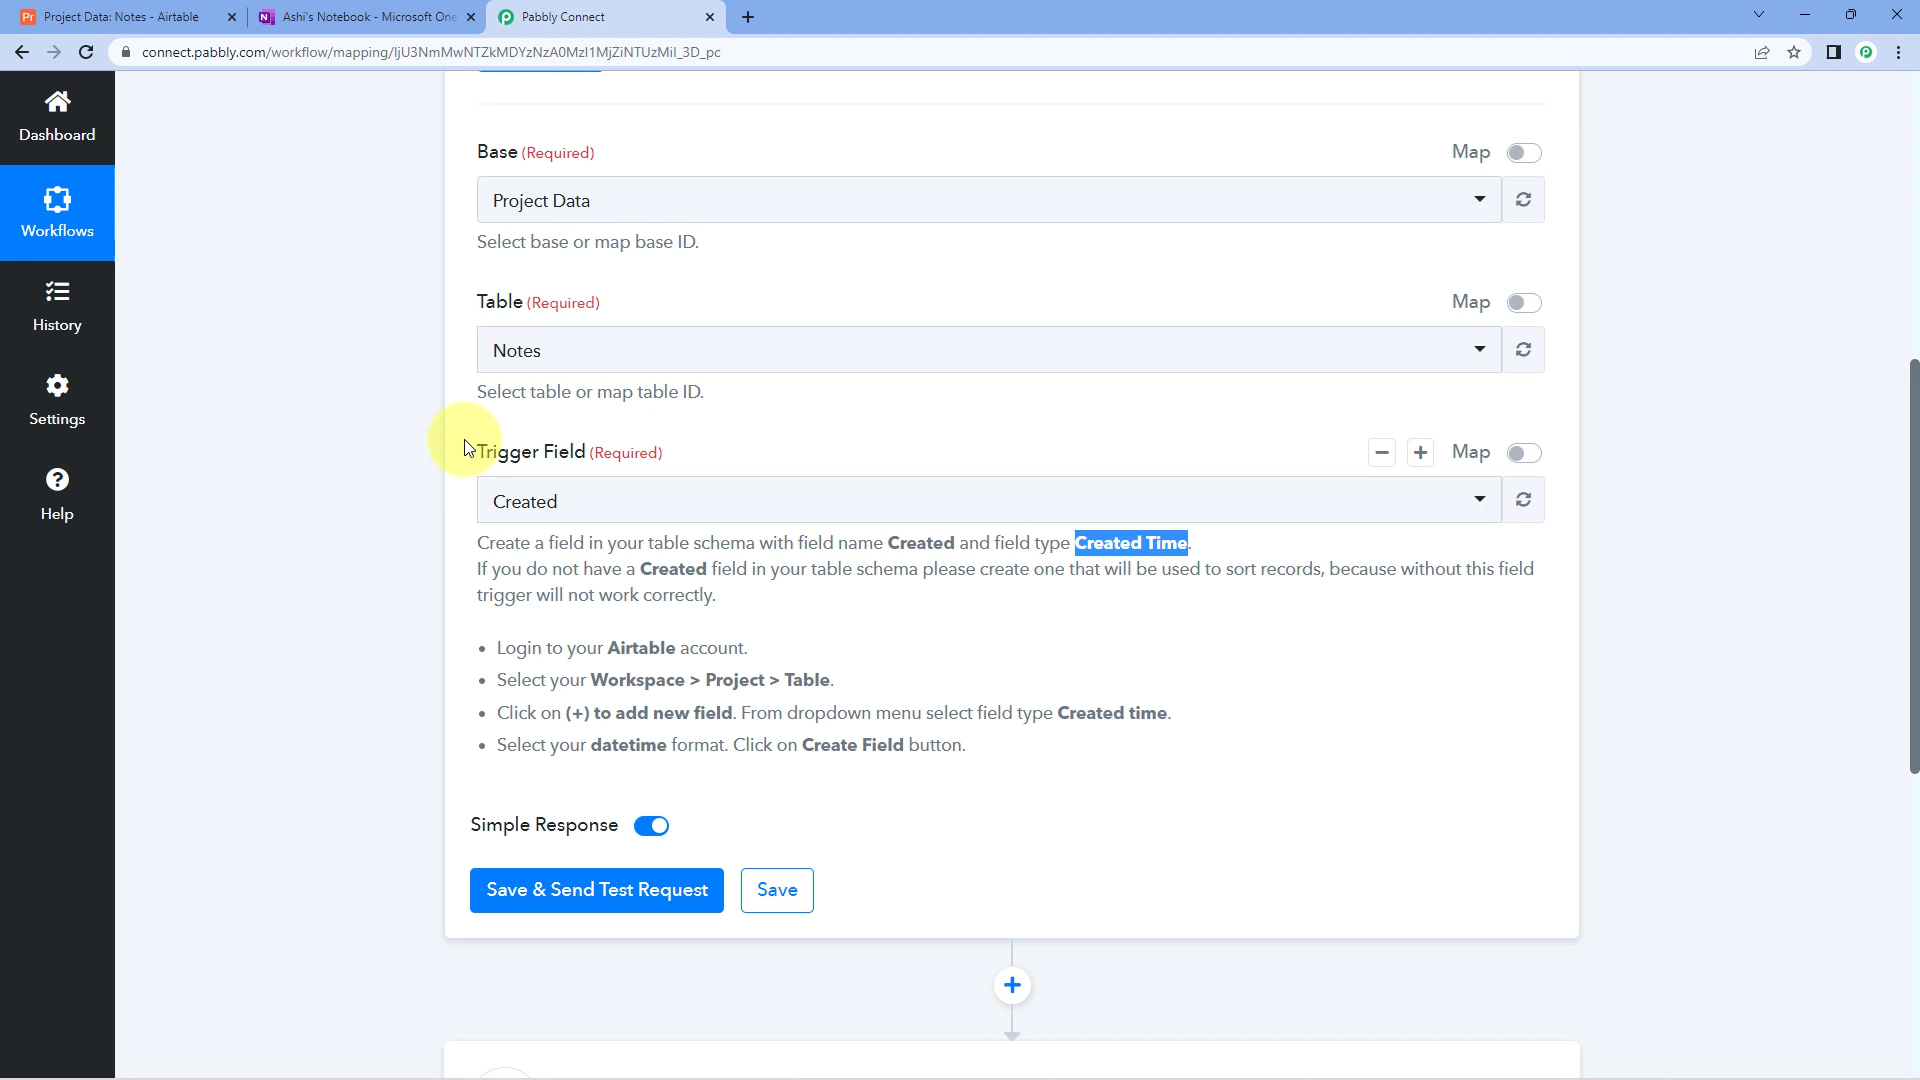 Project Data: Notes - Airtable
Ashi's Notebook - Microsoft One
Pabbly Connect
connect.pabbly.com/workflow/mapping/IjU3NmMwNTZkMDYzNzA0MzI1MjZiNTUzMiI_3D_pc
Dashboard
Workflows
History
Settings
Help
Base (Required)
Map
Project Data
Select base or map base ID.
Table (Required)
Map
Notes
Select table or map table ID.
Trigger Field (Required)
Map
Created
Create a field in your table schema with field name Created and field type Created Time.
If you do not have a Created field in your table schema please create one that will be used to sort records, because without this field
trigger will not work correctly.
• Login to your Airtable account.
• Select your Workspace > Project > Table.
• Click on (+) to add new field. From dropdown menu select field type Created time.
• Select your datetime format. Click on Create Field button.
Simple Response
Save & Send Test Request
Save